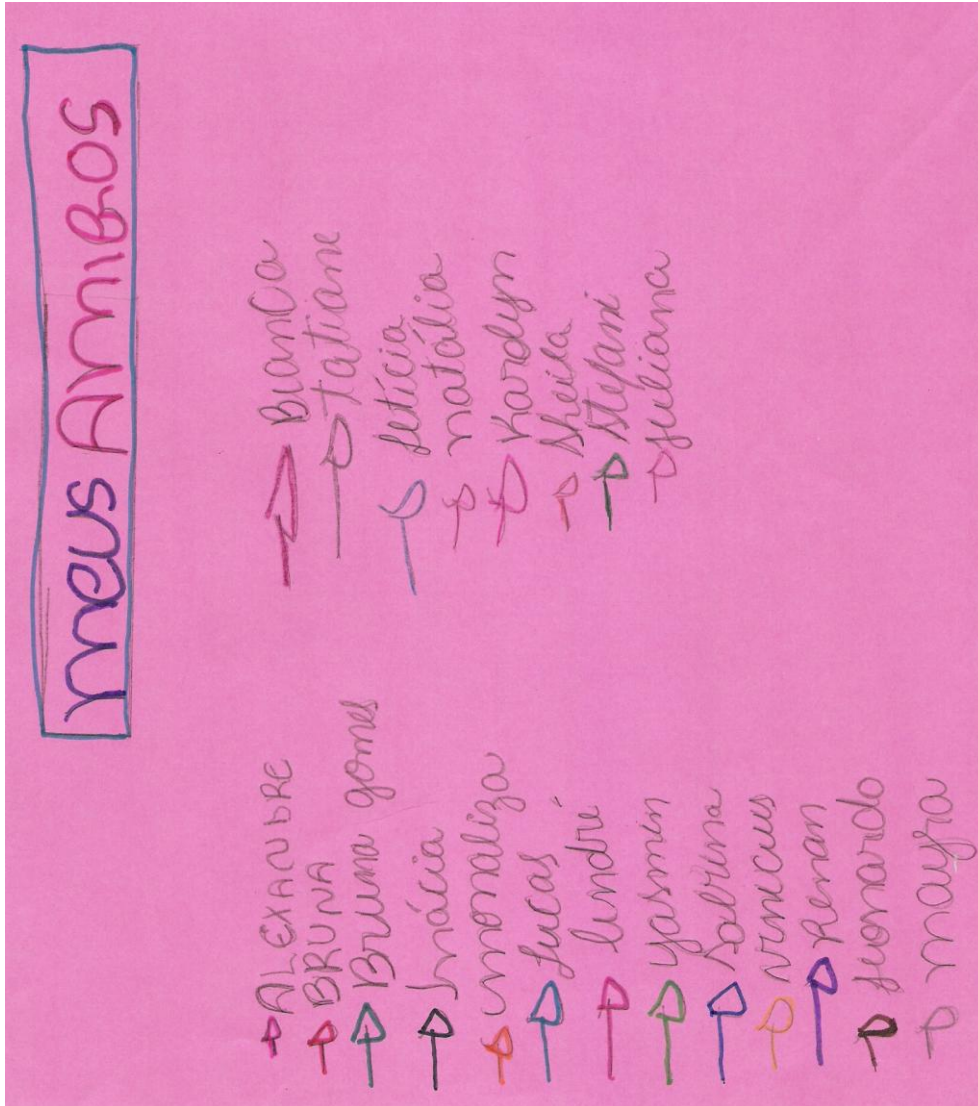 meus AmiGos
ALEXANDRE
BRUNA
Bruna gomes
Inácia
monaliza
Lucas
yasmin
Sabrina
vinicius
Renan
Leonardo
mayra
Bianca
Tatiane
Letícia
natália
Karolyn
Sheila
Stefani
Juliana